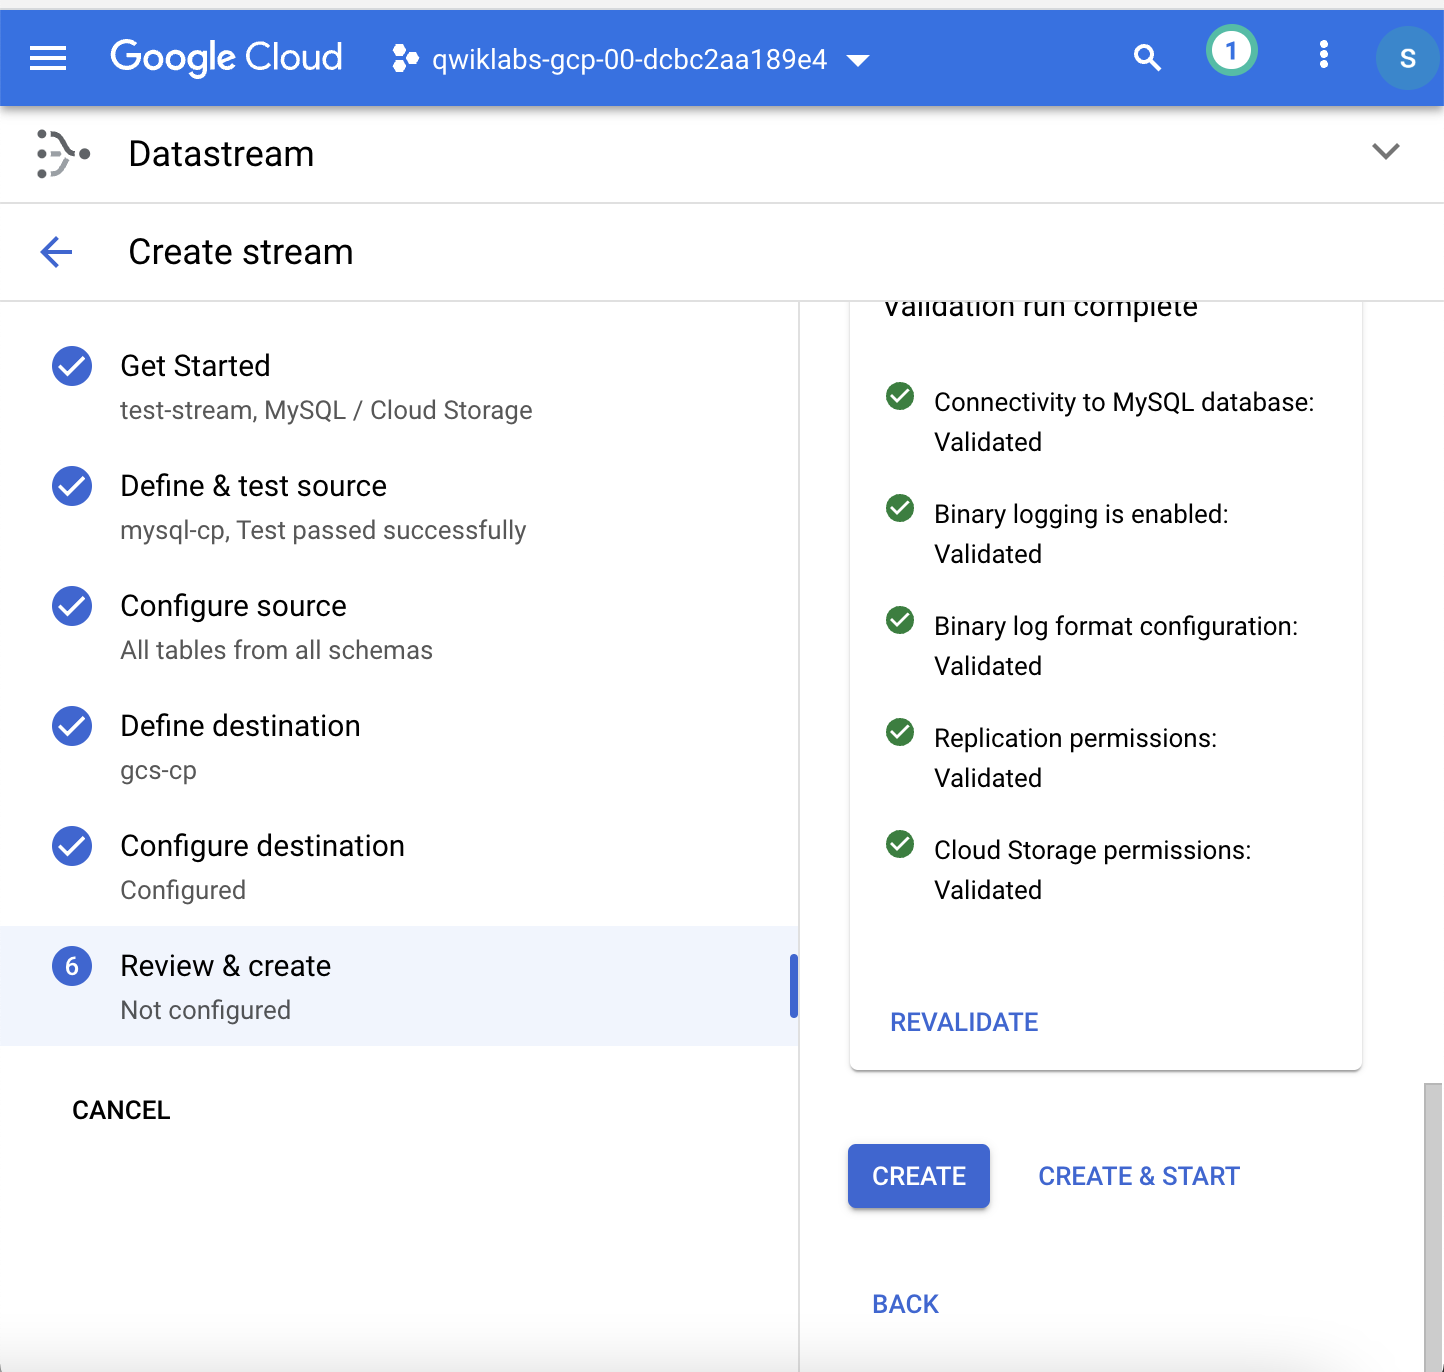 Google Cloud
qwiklabs-gcp-00-dcbc2aa189e4
1
S
Datastream
Create stream
Get Started
test-stream, MySQL / Cloud Storage
Define & test source
mysql-cp, Test passed successfully
Configure source
All tables from all schemas
Define destination
gcs-cp
Configure destination
Configured
6
Review & create
Not configured
CANCEL
Validation run complete
Connectivity to MySQL database:
Validated
Binary logging is enabled:
Validated
Binary log format configuration:
Validated
Replication permissions:
Validated
Cloud Storage permissions:
Validated
REVALIDATE
CREATE
CREATE & START
BACK